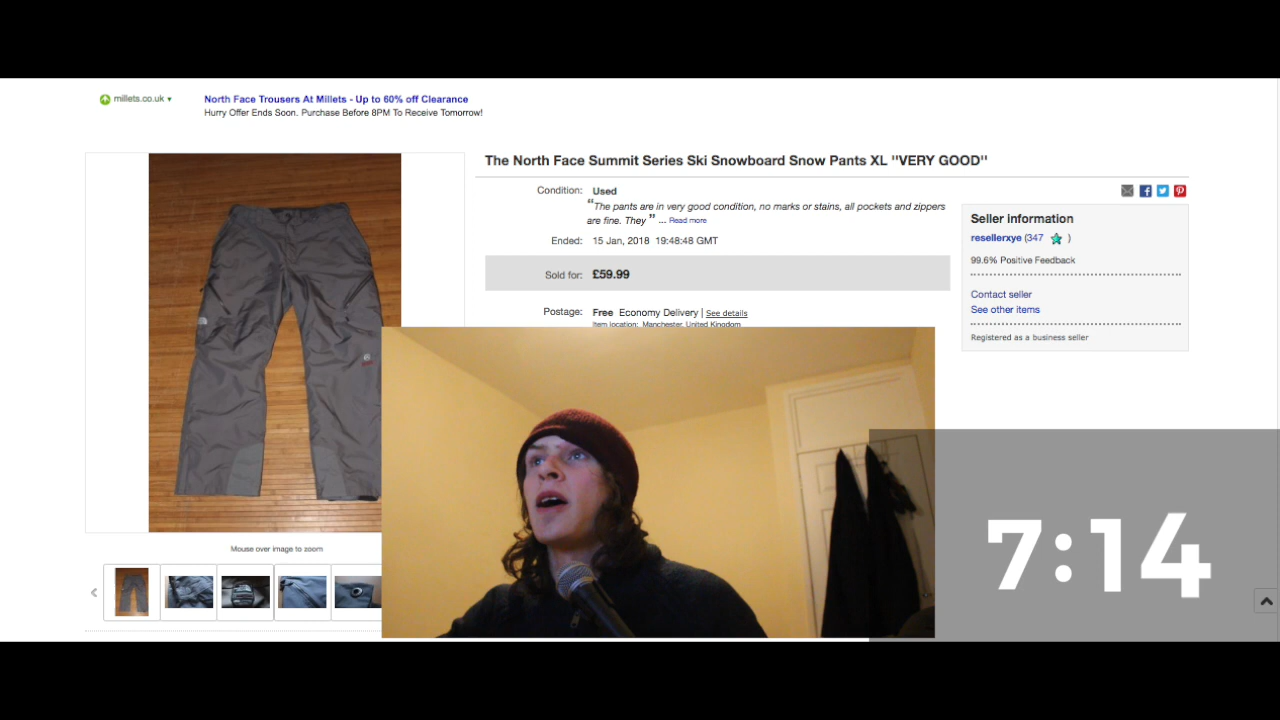 millets.co.uk
North Face Trousers At Millets - Up to 60% off Clearance
Hurry Offer Ends Soon. Purchase Before 8PM To Receive Tomorrow!
The North Face Summit Series Ski Snowboard Snow Pants XL ''VERY GOOD''
Condition: Used
“The pants are in very good condition, no marks or stains, all pockets and zippers
are fine. They ” ... Read more
Ended: 15 Jan, 2018 19:48:48 GMT
Sold for: £59.99
Postage: Free Economy Delivery | See details
Item location: Manchester, United Kingdom
Seller information
resellerxye (347 )
99.6% Positive Feedback
Contact seller
See other items
Registered as a business seller
Mouse over image to zoom
7:14